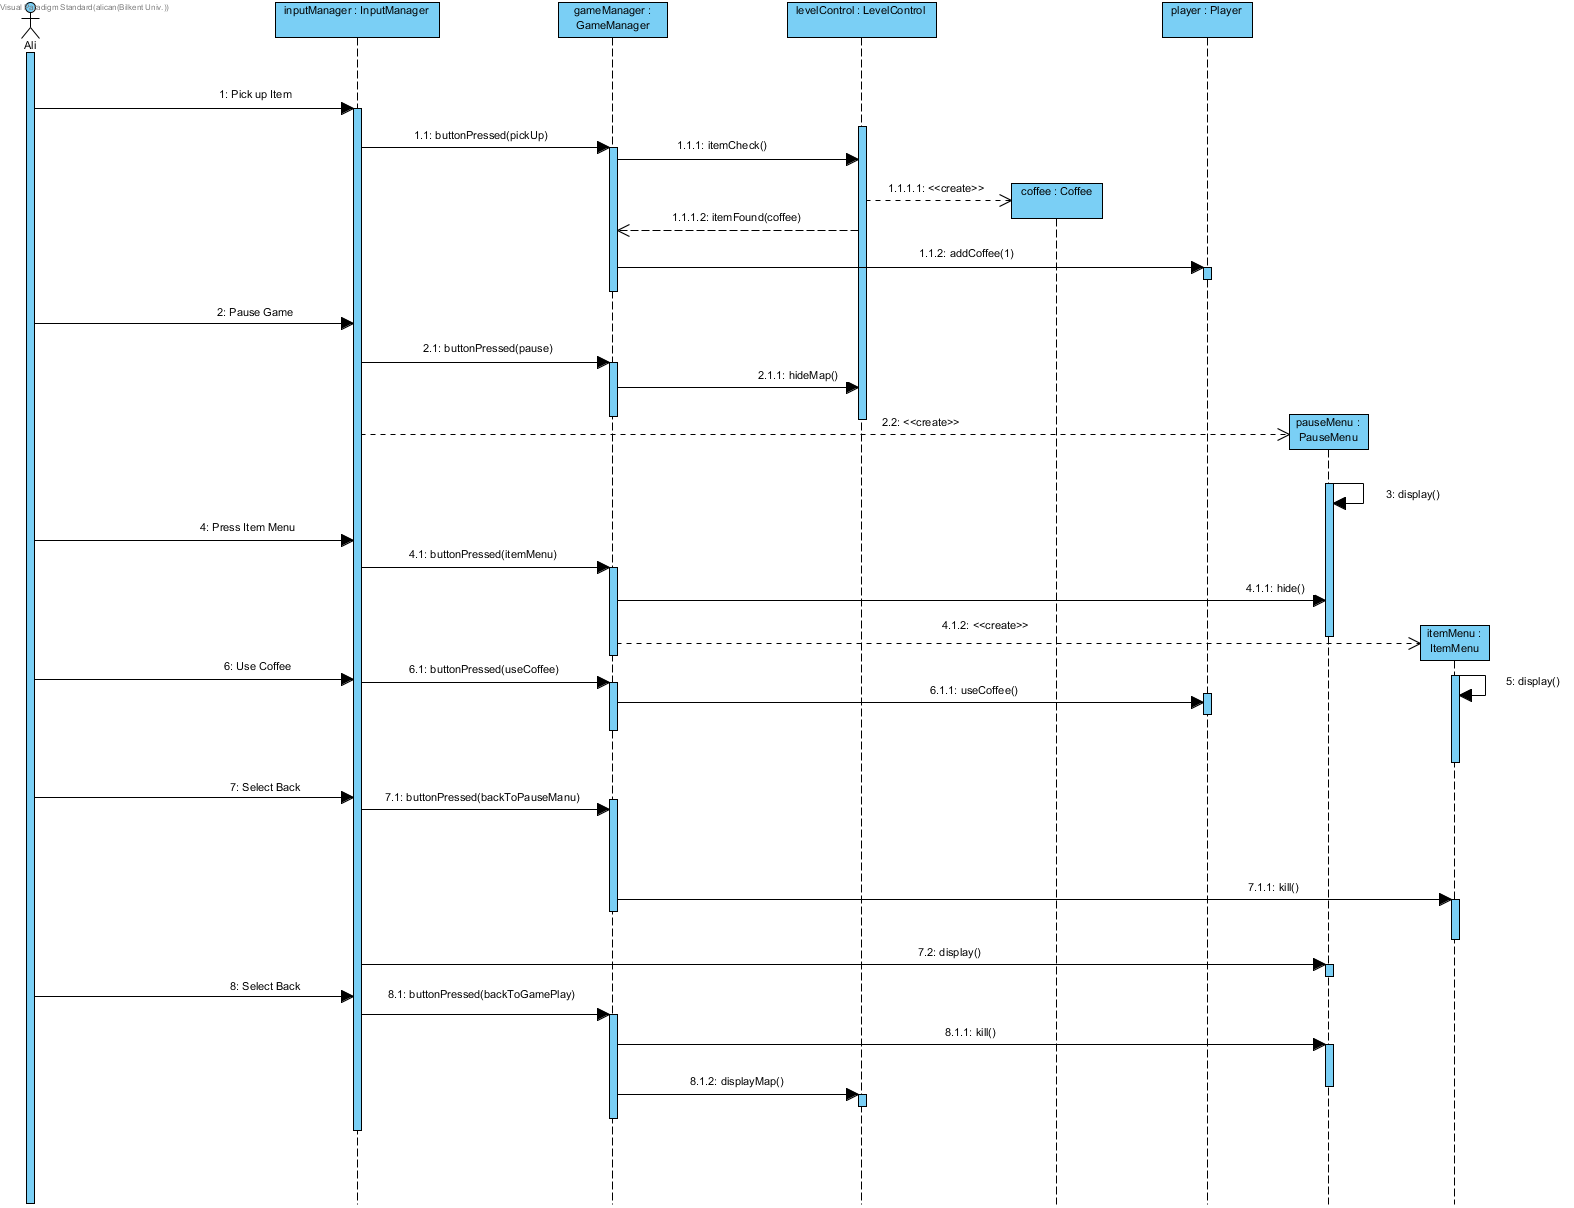 Visual Paradigm Standard(alican(Bilkent Univ.))
Ali
inputManager : InputManager
gameManager :
GameManager
levelControl : LevelControl
player : Player
1: Pick up Item
1.1: buttonPressed(pickUp)
1.1.1: itemCheck()
1.1.1.1: <<create>>
coffee : Coffee
1.1.1.2: itemFound(coffee)
1.1.2: addCoffee(1)
2: Pause Game
2.1: buttonPressed(pause)
2.1.1: hideMap()
2.2: <<create>>
pauseMenu :
PauseMenu
3: display()
4: Press Item Menu
4.1: buttonPressed(itemMenu)
4.1.1: hide()
4.1.2: <<create>>
itemMenu :
ItemMenu
5: display()
6: Use Coffee
6.1: buttonPressed(useCoffee)
6.1.1: useCoffee()
7: Select Back
7.1: buttonPressed(backToPauseManu)
7.1.1: kill()
7.2: display()
8: Select Back
8.1: buttonPressed(backToGamePlay)
8.1.1: kill()
8.1.2: displayMap()